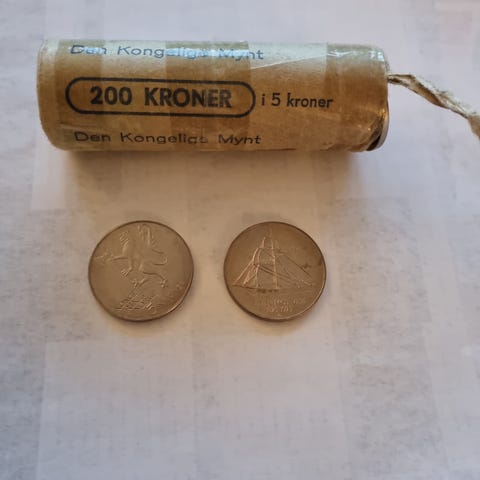 Den Kongelige Mynt
200 KRONER i 5 kroner
Den Kongelige Mynt